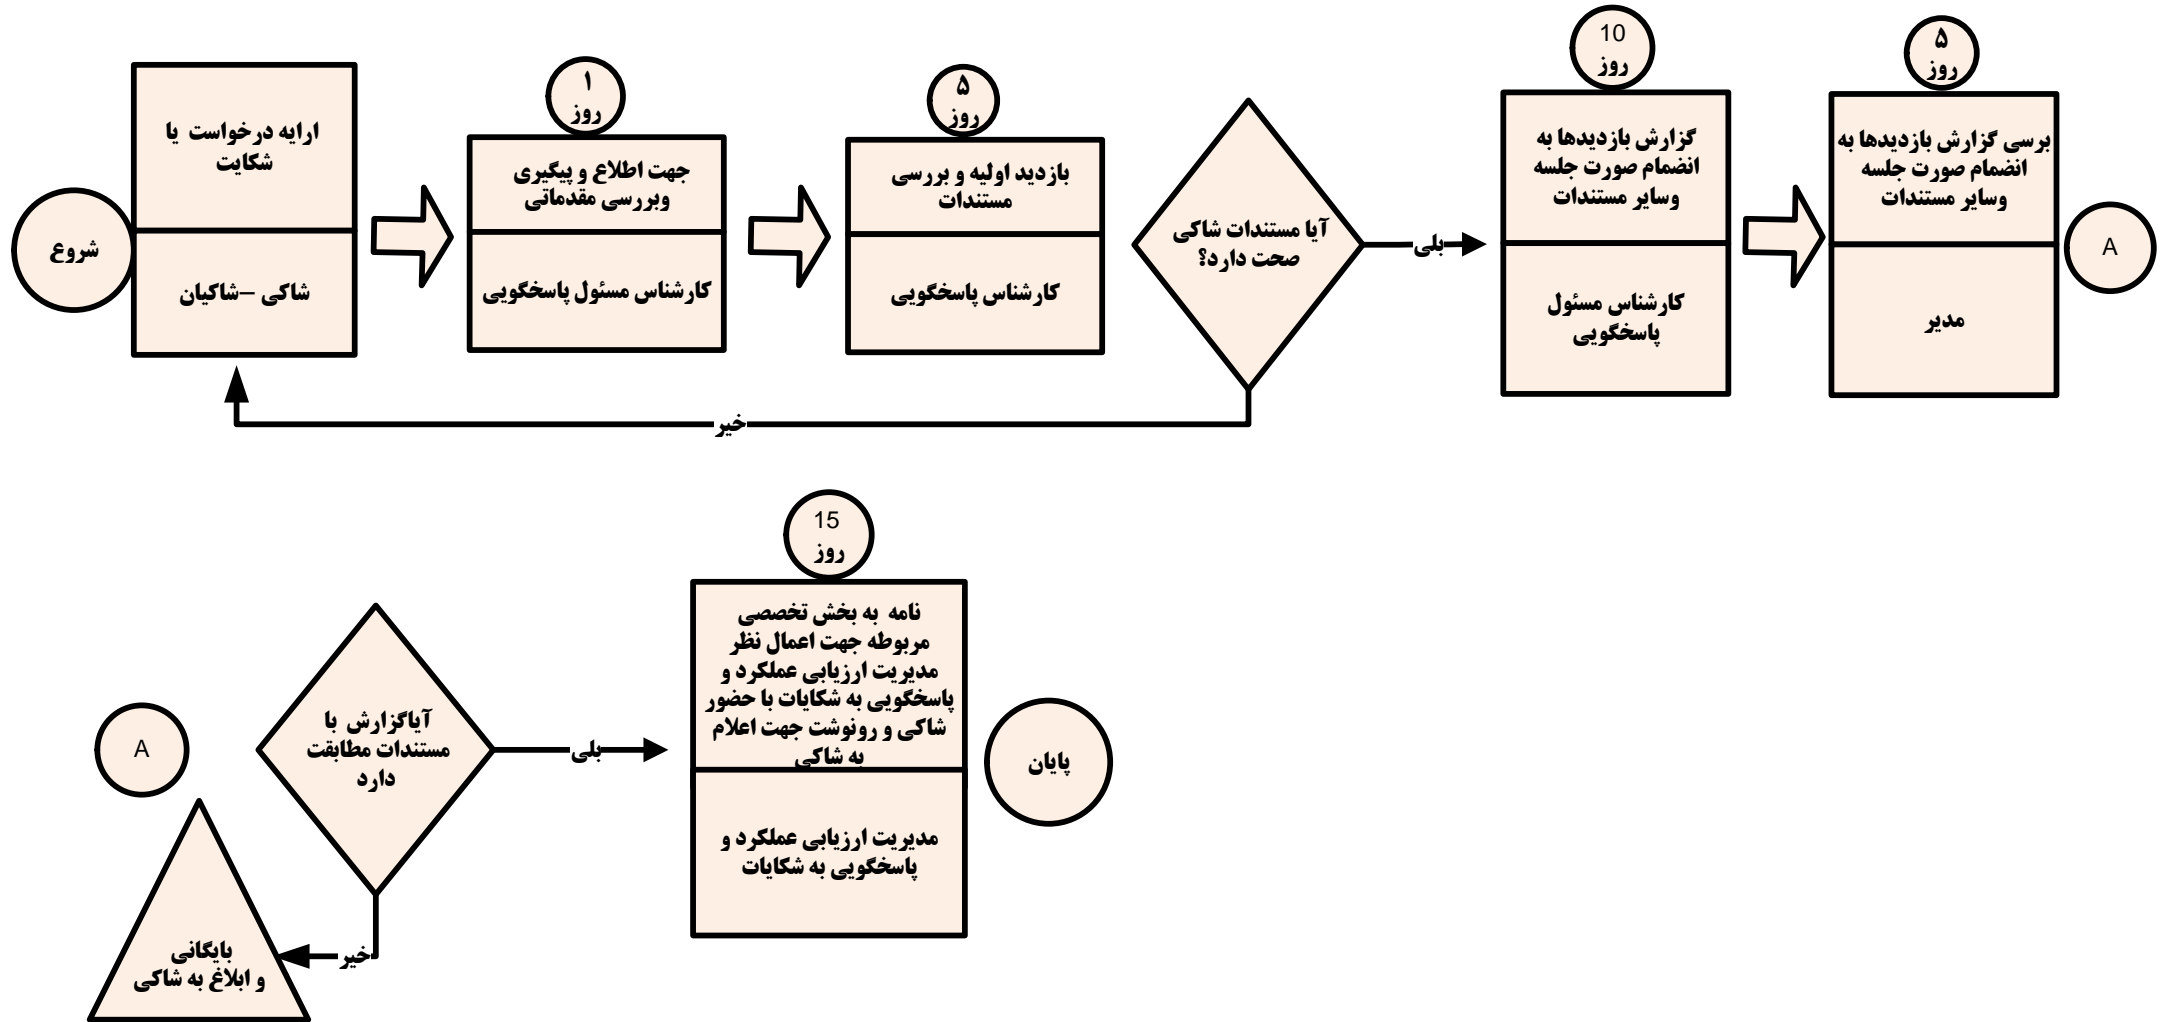 شروع
ارایه درخواست یا
شکایت
شاکی –شاکیان
۱
روز
جهت اطلاع و پیگیری
وبررسی مقدماتی
کارشناس مسئول پاسخگویی
۵
روز
بازدید اولیه و بررسی
مستندات
کارشناس پاسخگویی
آیا مستندات شاکی
صحت دارد؟
بلی
خیر
10
روز
گزارش بازدیدها به
انضمام صورت جلسه
وسایر مستندات
کارشناس مسئول
پاسخگویی
۵
روز
برسی گزارش بازدیدها به
انضمام صورت جلسه
وسایر مستندات
مدیر
A
A
آیاگزارش با
مستندات مطابقت
دارد
بلی
خیر
بایگانی
و ابلاغ به شاکی
15
روز
نامه به بخش تخصصی
مربوطه جهت اعمال نظر
مدیریت ارزیابی عملکرد و
پاسخگویی به شکایات با حضور
شاکی و رونوشت جهت اعلام
به شاکی
مدیریت ارزیابی عملکرد و
پاسخگویی به شکایات
پایان